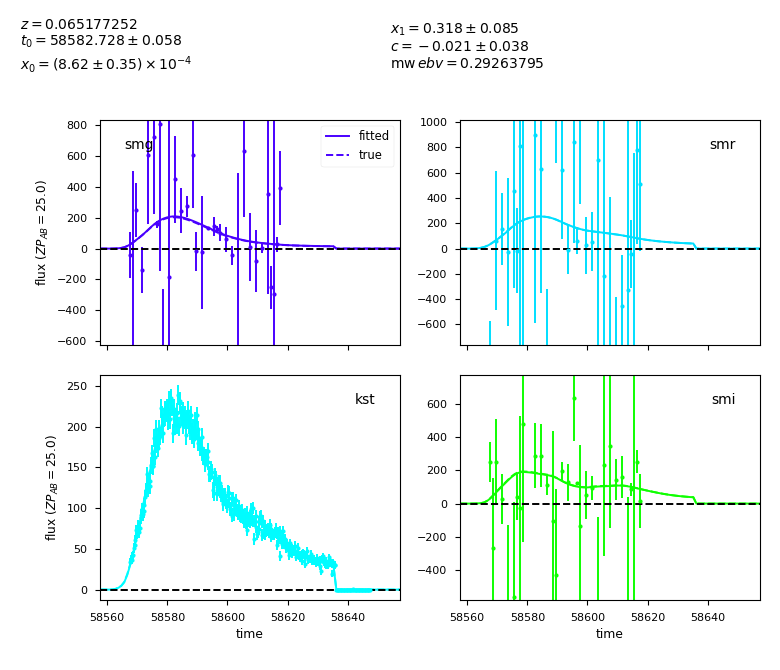 z = 0.065177252
t₀ = 58582.728 ± 0.058
x₀ = (8.62 ± 0.35) × 10⁻⁴
x₁ = 0.318 ± 0.085
c = −0.021 ± 0.038
mw ebv = 0.29263795
800
600
400
200
0
−200
−400
−600
flux (ZP_AB = 25.0)
smg
fitted
true
1000
800
600
400
200
0
−200
−400
−600
smr
250
200
150
100
50
0
flux (ZP_AB = 25.0)
kst
58560 58580 58600 58620 58640
time
600
400
200
0
−200
−400
smi
58560 58580 58600 58620 58640
time